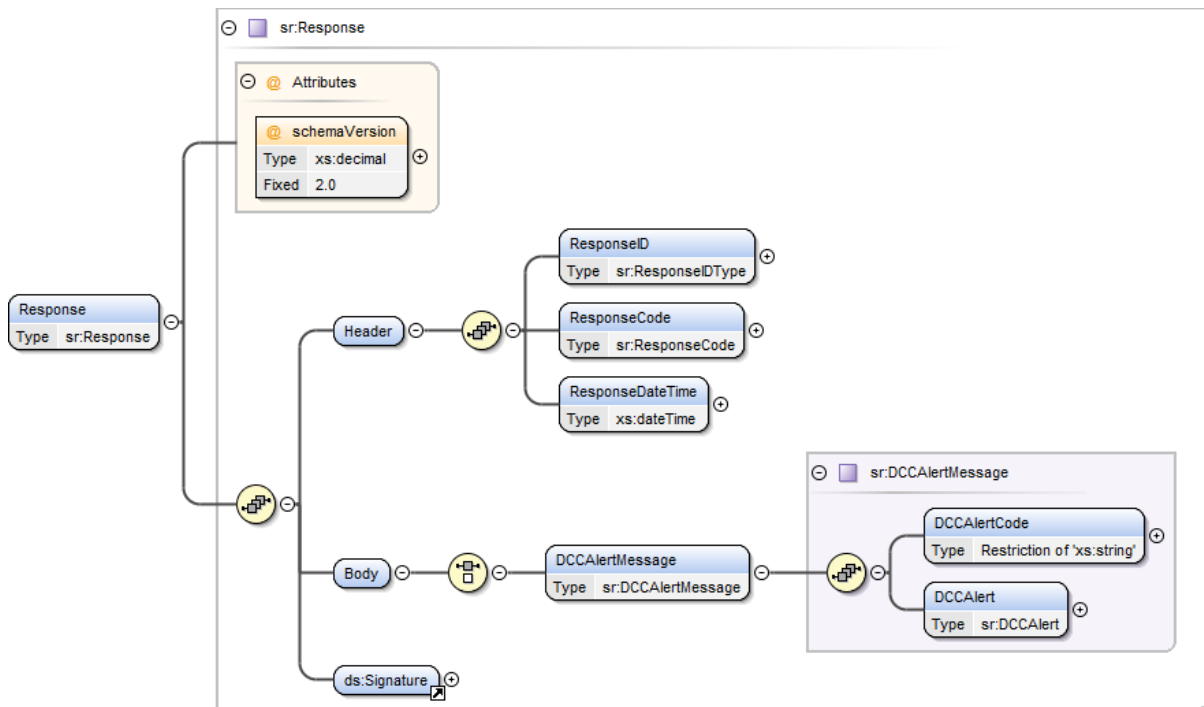 sr:Response
@ Attributes
@ schemaVersion
Type xs:decimal
Fixed 2.0
Response
Type sr:Response
Header
ResponseID
Type sr:ResponseIDType
ResponseCode
Type sr:ResponseCode
ResponseDateTime
Type xs:dateTime
Body
DCCAlertMessage
Type sr:DCCAlertMessage
sr:DCCAlertMessage
DCCAlertCode
Type Restriction of 'xs:string'
DCCAlert
Type sr:DCCAlert
ds:Signature